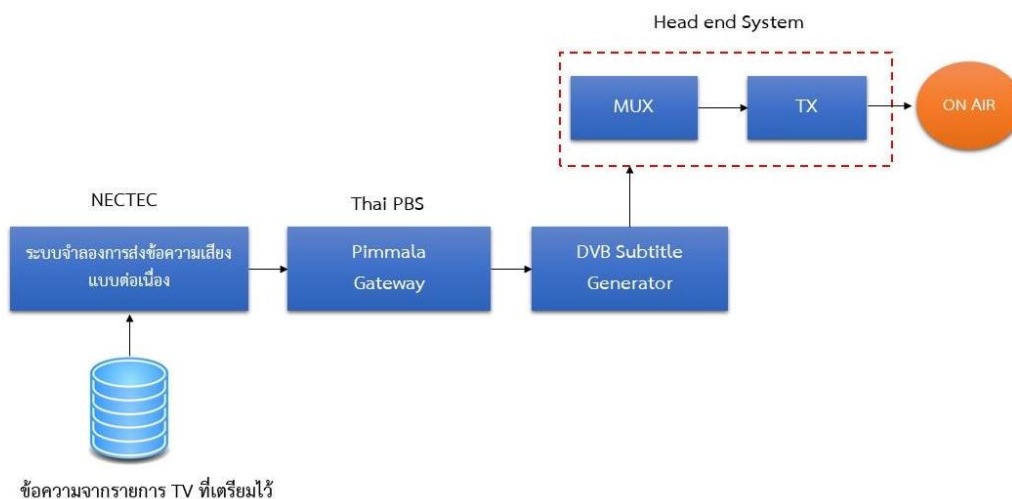 Head end System
MUX
TX
ON AIR
NECTEC
Thai PBS
ระบบจำลองการส่งข้อความเสียง
แบบต่อเนื่อง
Pimmala
Gateway
DVB Subtitle
Generator
ข้อความจากรายการ TV ที่เตรียมไว้